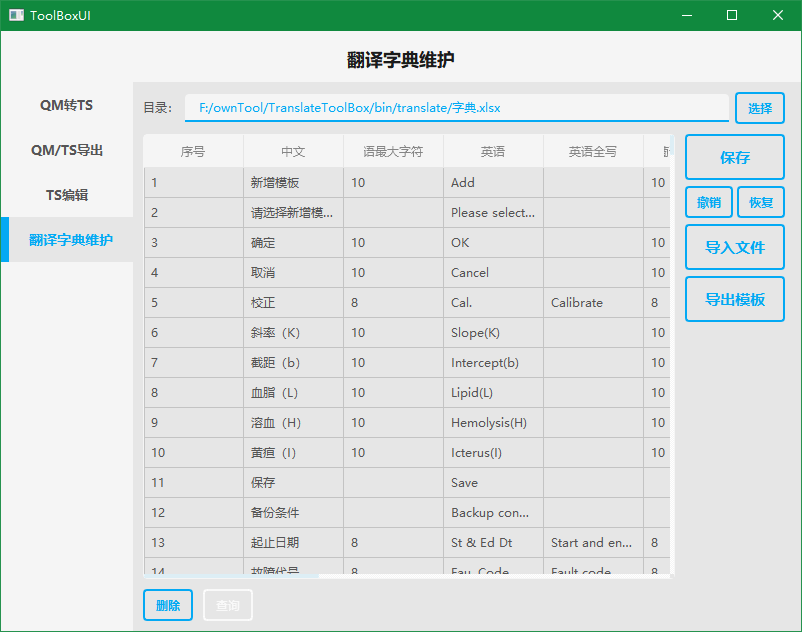 ToolBoxUI
翻译字典维护
QM转TS
QM/TS导出
TS编辑
翻译字典维护
目录: F:/ownTool/TranslateToolBox/bin/translate/字典.xlsx 选择
序号 中文 语最大字符 英语 英语全写
1 新增模板 10 Add 10
2 请选择新增模... Please select...
3 确定 10 OK 10
4 取消 10 Cancel 10
5 校正 8 Cal. Calibrate 8
6 斜率（K） 10 Slope(K) 10
7 截距（b） 10 Intercept(b) 10
8 血脂（L） 10 Lipid(L) 10
9 溶血（H） 10 Hemolysis(H) 10
10 黄疸（I） 10 Icterus(I) 10
11 保存 Save
12 备份条件 Backup con...
13 起止日期 8 St & Ed Dt Start and en... 8
14 故障代号 8 Fau. Code Fault code 8
保存
撤销 恢复
导入文件
导出模板
删除 查询